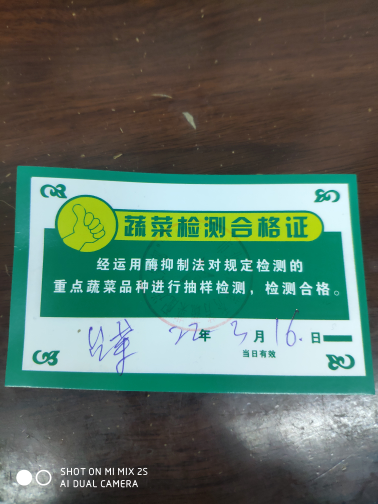 蔬菜检测合格证
经运用酶抑制法对规定检测的
重点蔬菜品种进行抽样检测，检测合格。
22年3月16.日
当日有效
SHOT ON MI MIX 2S
AI DUAL CAMERA